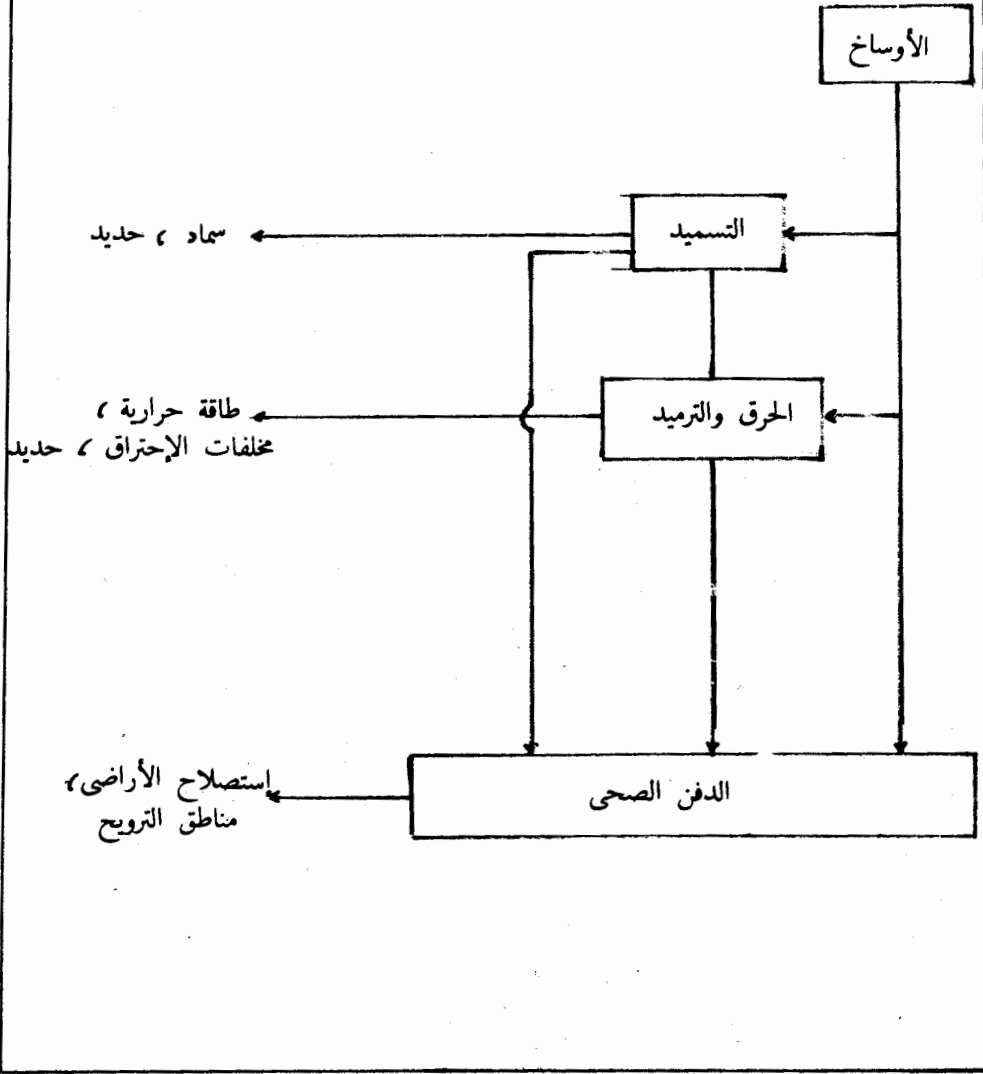 الأوساخ
التسميد
سماد ، حديد
الحرق والترميد
طاقة حرارية ،
مخلفات الإحتراق ، حديد
الدفن الصحى
إستصلاح الأراضى،
مناطق الترويح